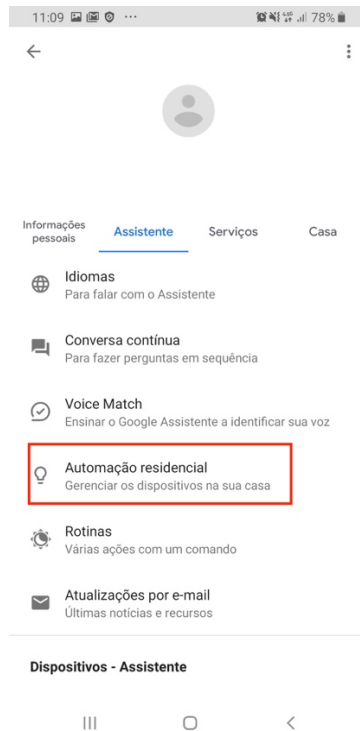 11:09 78%
Informações
pessoais
Assistente
Serviços
Casa
Idiomas
Para falar com o Assistente
Conversa contínua
Para fazer perguntas em sequência
Voice Match
Ensinar o Google Assistente a identificar sua voz
Automação residencial
Gerenciar os dispositivos na sua casa
Rotinas
Várias ações com um comando
Atualizações por e-mail
Últimas notícias e recursos
Dispositivos - Assistente